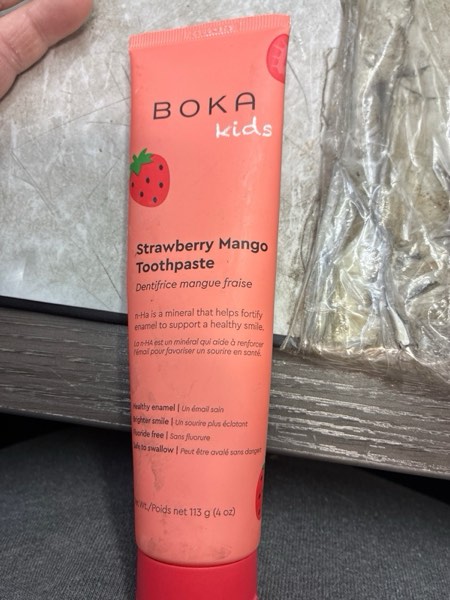 BOKA
kids
Strawberry Mango
Toothpaste
Dentifrice mangue fraise
n-Ha is a mineral that helps fortify
enamel to support a healthy smile.
La n-HA est un minéral qui aide à renforcer
l'émail pour favoriser un sourire en santé.
Healthy enamel | Un émail sain
Brighter smile | Un sourire plus éclatant
Fluoride free | Sans fluorure
Safe to swallow | Peut être avalé sans danger
Wt./Poids net 113 g (4 oz)